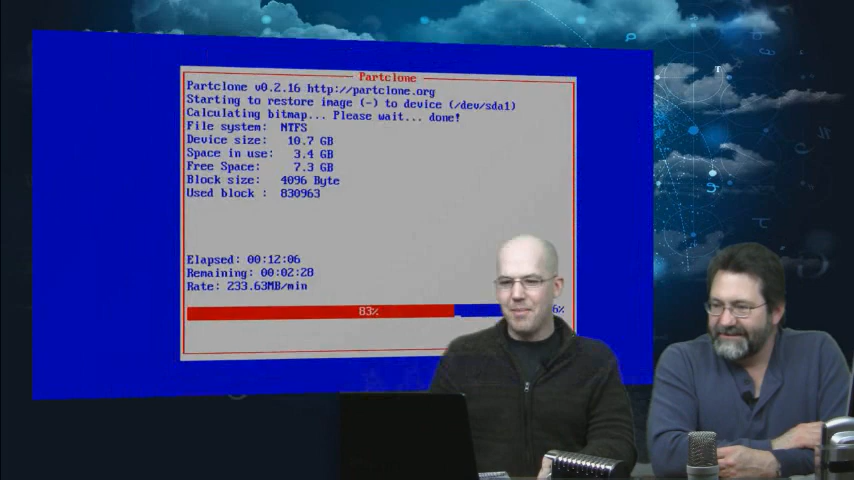 Partclone
Partclone v0.2.16 http://partclone.org
Starting to restore image (-) to device (/dev/sda1)
Calculating bitmap... Please wait... done!
File system: NTFS
Device size: 10.7 GB
Space in use: 3.4 GB
Free Space: 7.3 GB
Block size: 4096 Byte
Used block : 830963
Elapsed: 00:12:06
Remaining: 00:02:28
Rate: 233.63MB/min
83%
6%